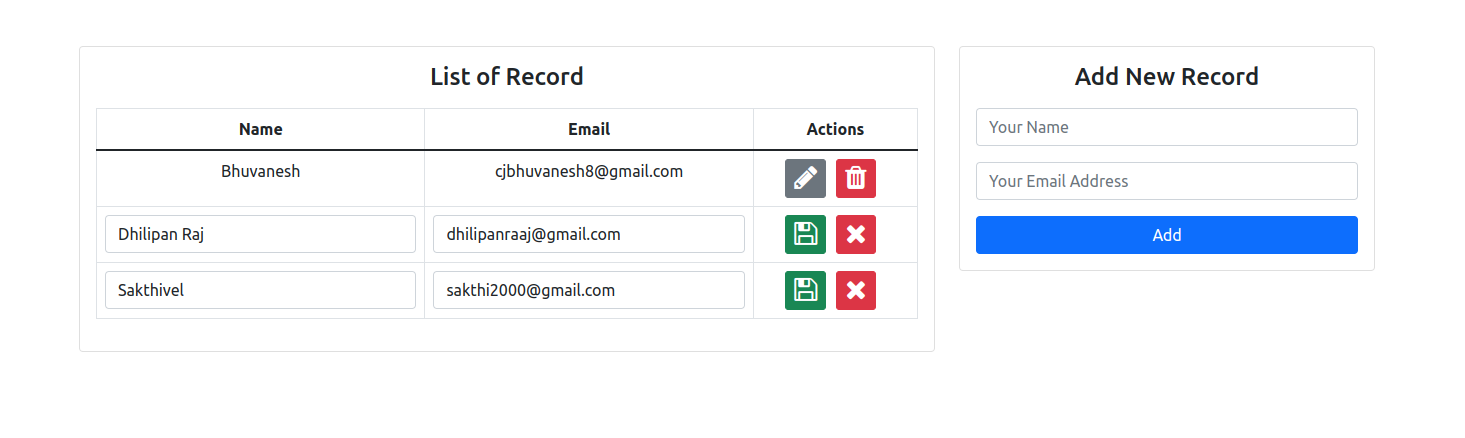 List of Record
Name Email Actions
Bhuvanesh cjbhuvanesh8@gmail.com
Dhilipan Raj dhilipanraaj@gmail.com
Sakthivel sakthi2000@gmail.com
Add New Record
Your Name
Your Email Address
Add